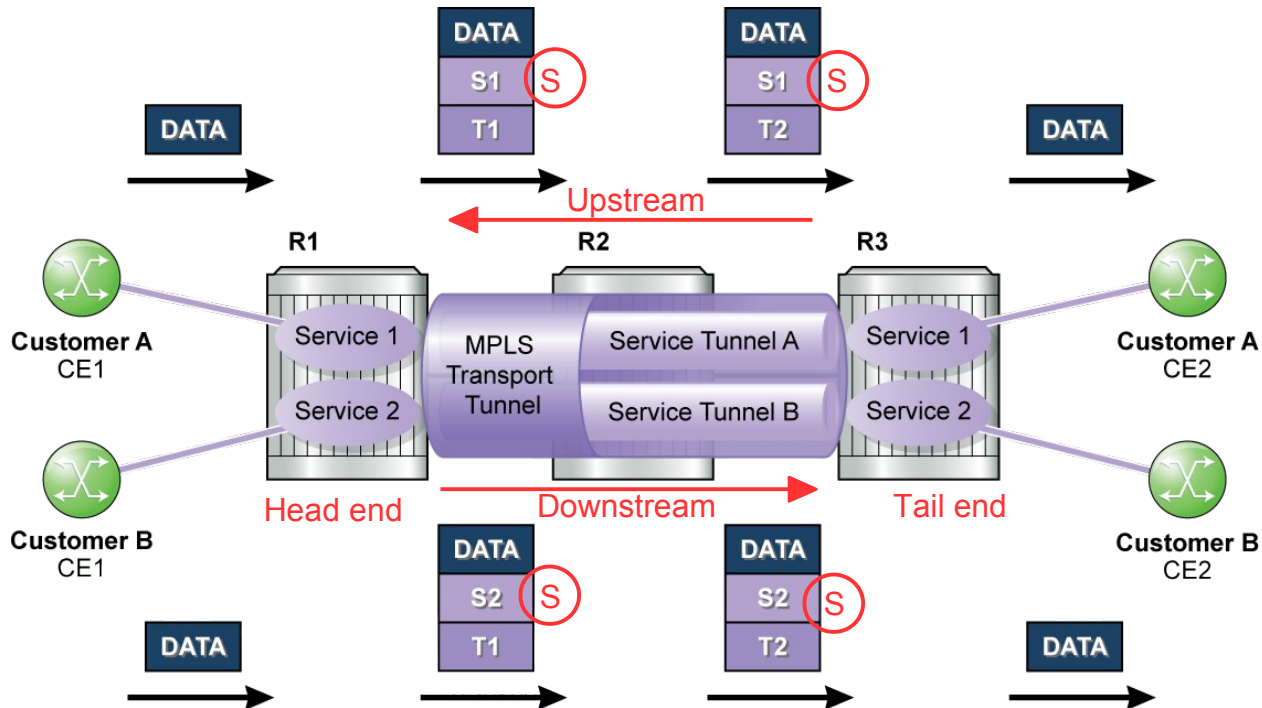 DATA
S1
S
T1
DATA
S1
S
T2
DATA
DATA
Upstream
R1
R2
R3
Customer A
CE1
Service 1
Service 2
MPLS
Transport
Tunnel
Service Tunnel A
Service Tunnel B
Service 1
Service 2
Customer A
CE2
Customer B
CE1
Head end
Downstream
Tail end
Customer B
CE2
DATA
DATA
S2
S
T1
DATA
S2
S
T2
DATA